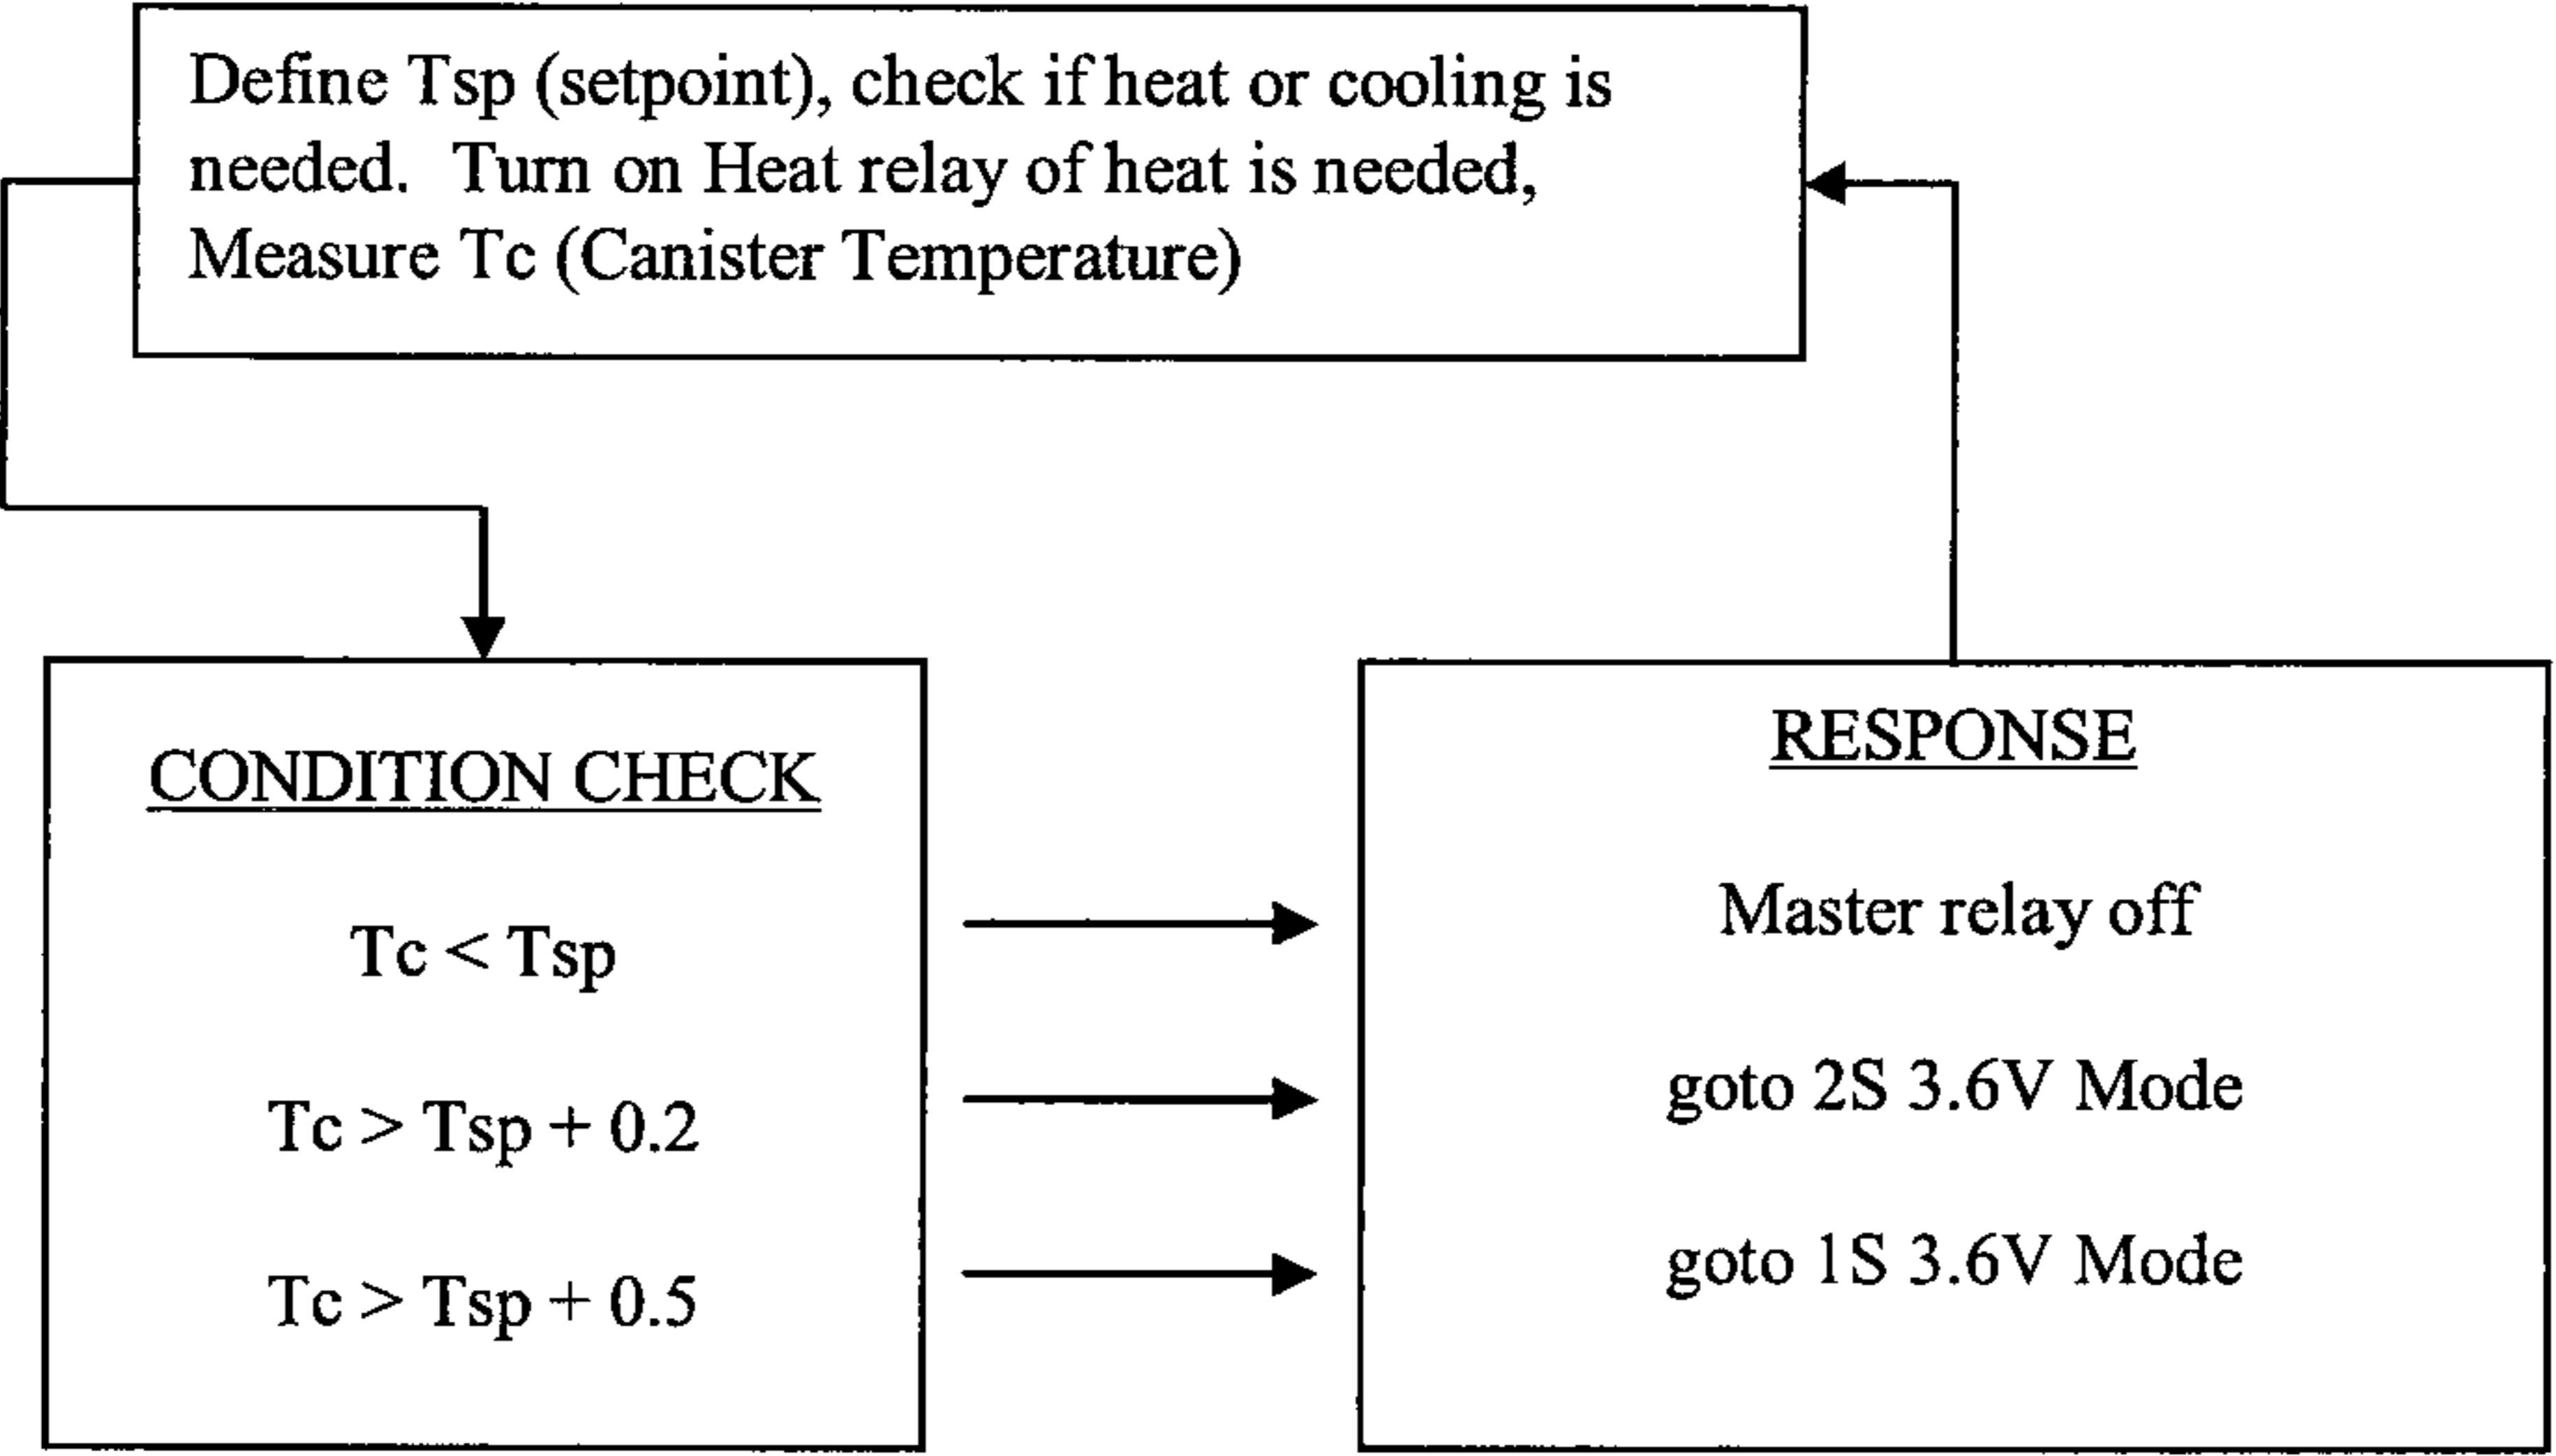 Define Tsp (setpoint), check if heat or cooling is
needed.  Turn on Heat relay of heat is needed,
Measure Tc (Canister Temperature)
CONDITION CHECK
Tc < Tsp
Tc > Tsp + 0.2
Tc > Tsp + 0.5
RESPONSE
Master relay off
goto 2S 3.6V Mode
goto 1S 3.6V Mode